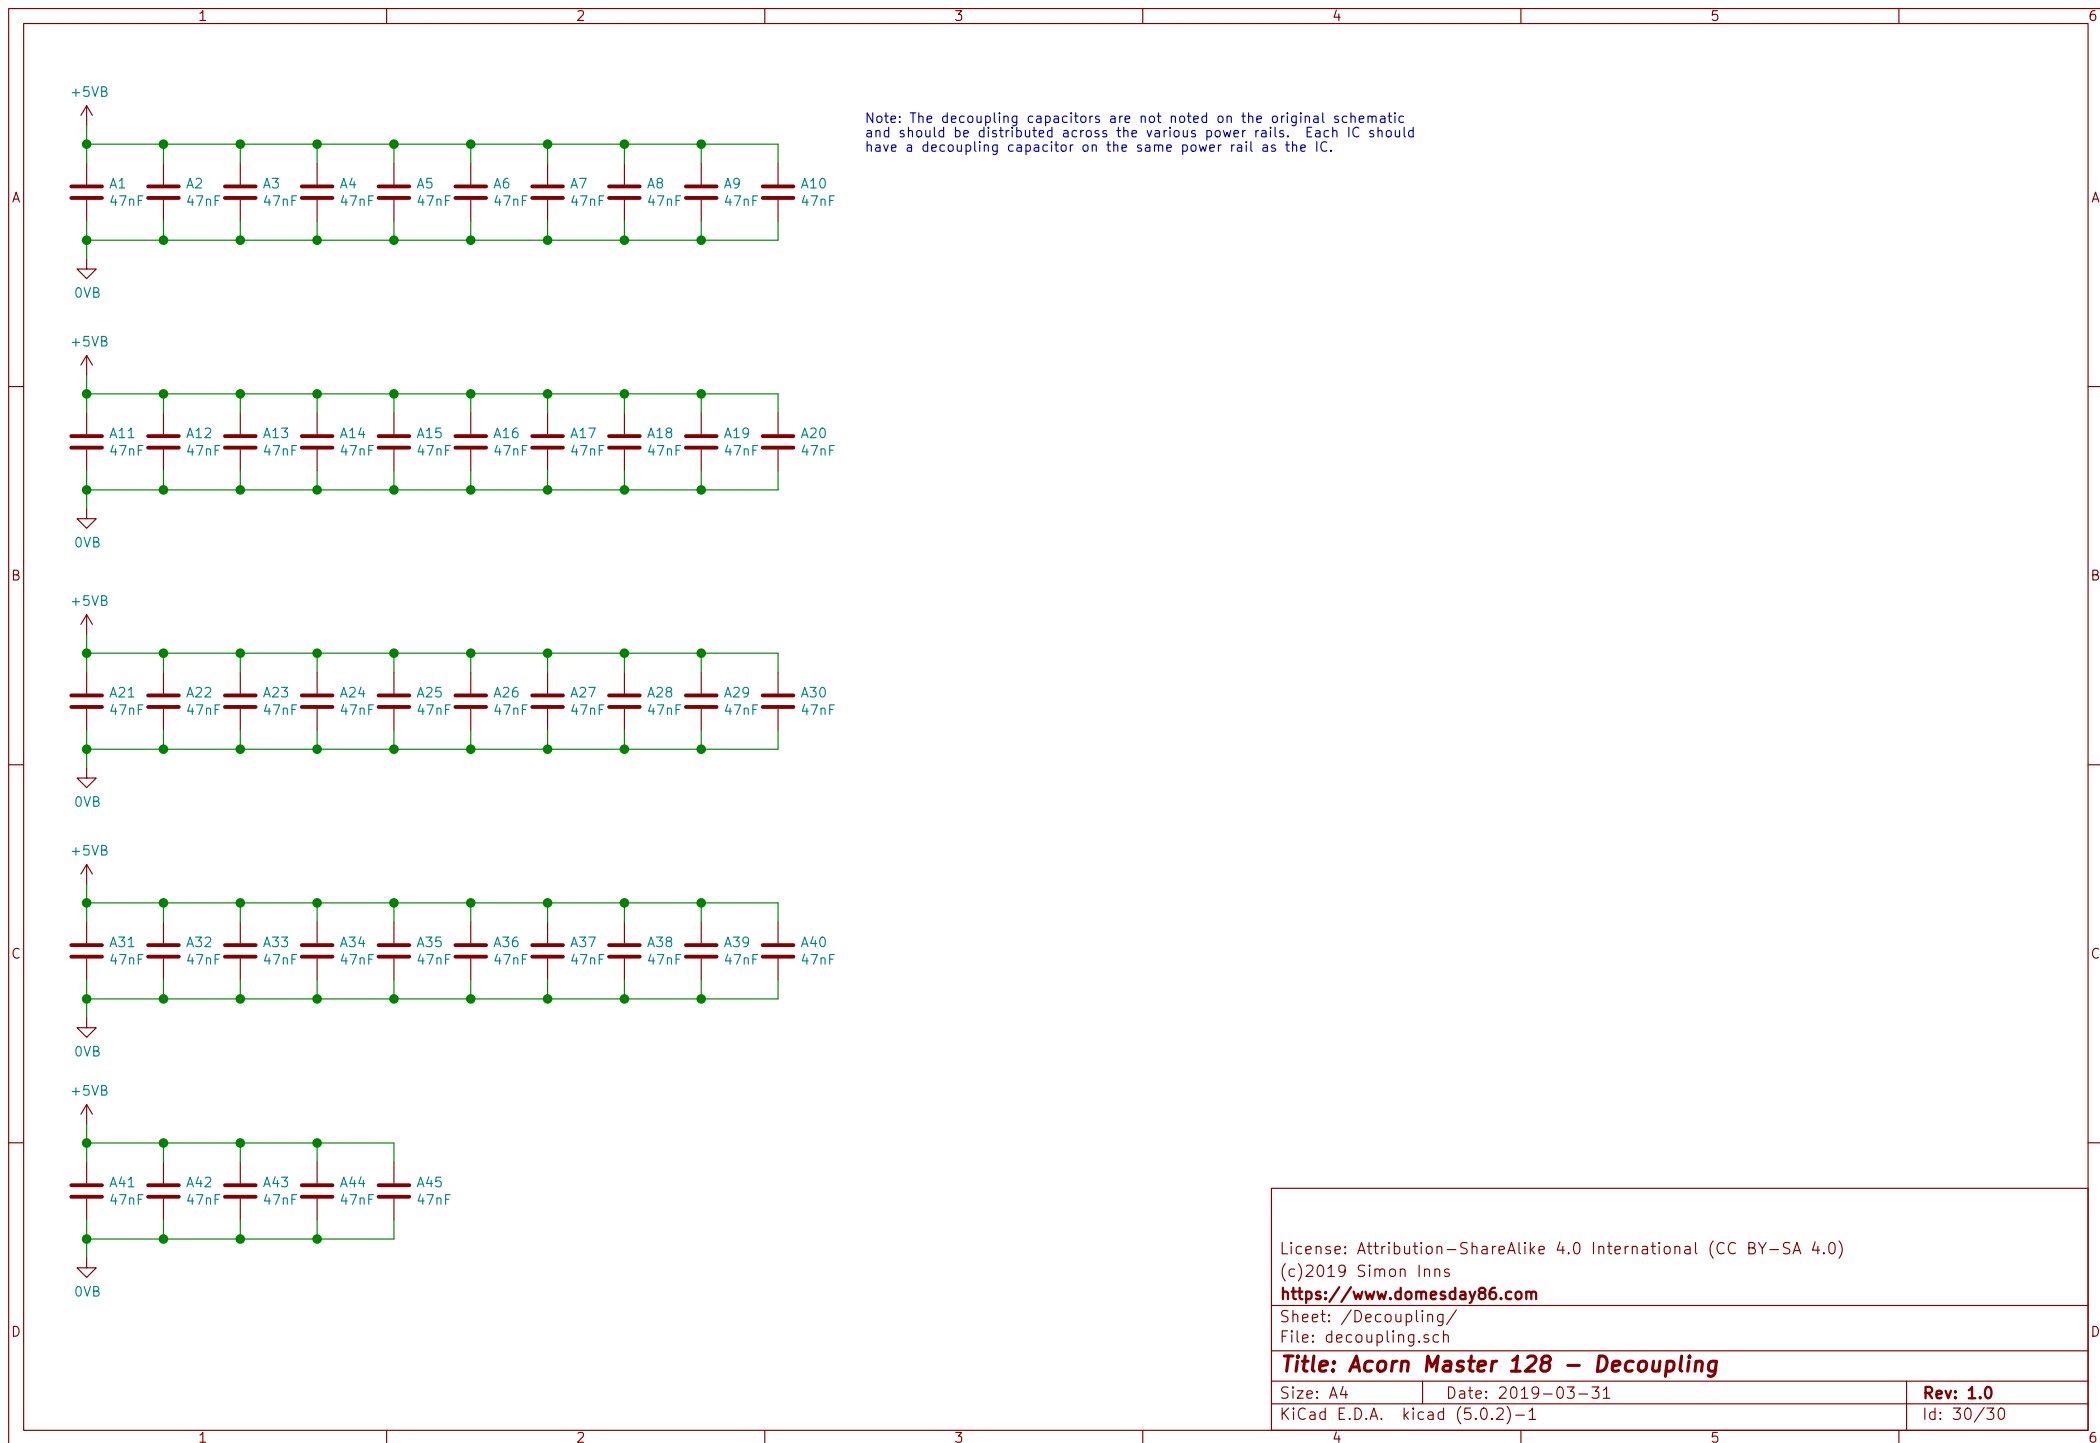 1 2 3 4 5 6
+5VB
Note: The decoupling capacitors are not noted on the original schematic
and should be distributed across the various power rails.  Each IC should
have a decoupling capacitor on the same power rail as the IC.
A1 A2 A3 A4 A5 A6 A7 A8 A9 A10
47nF 47nF 47nF 47nF 47nF 47nF 47nF 47nF 47nF 47nF
A A
0VB
+5VB
A11 A12 A13 A14 A15 A16 A17 A18 A19 A20
47nF 47nF 47nF 47nF 47nF 47nF 47nF 47nF 47nF 47nF
0VB
B B
+5VB
A21 A22 A23 A24 A25 A26 A27 A28 A29 A30
47nF 47nF 47nF 47nF 47nF 47nF 47nF 47nF 47nF 47nF
0VB
+5VB
A31 A32 A33 A34 A35 A36 A37 A38 A39 A40
47nF 47nF 47nF 47nF 47nF 47nF 47nF 47nF 47nF 47nF
C C
0VB
+5VB
A41 A42 A43 A44 A45
47nF 47nF 47nF 47nF 47nF
0VB
License: Attribution-ShareAlike 4.0 International (CC BY-SA 4.0)
(c)2019 Simon Inns
https://www.domesday86.com
Sheet: /Decoupling/
File: decoupling.sch
D D
Title: Acorn Master 128 - Decoupling
Size: A4 Date: 2019-03-31 Rev: 1.0
KiCad E.D.A.  kicad (5.0.2)-1 Id: 30/30
1 2 3 4 5 6